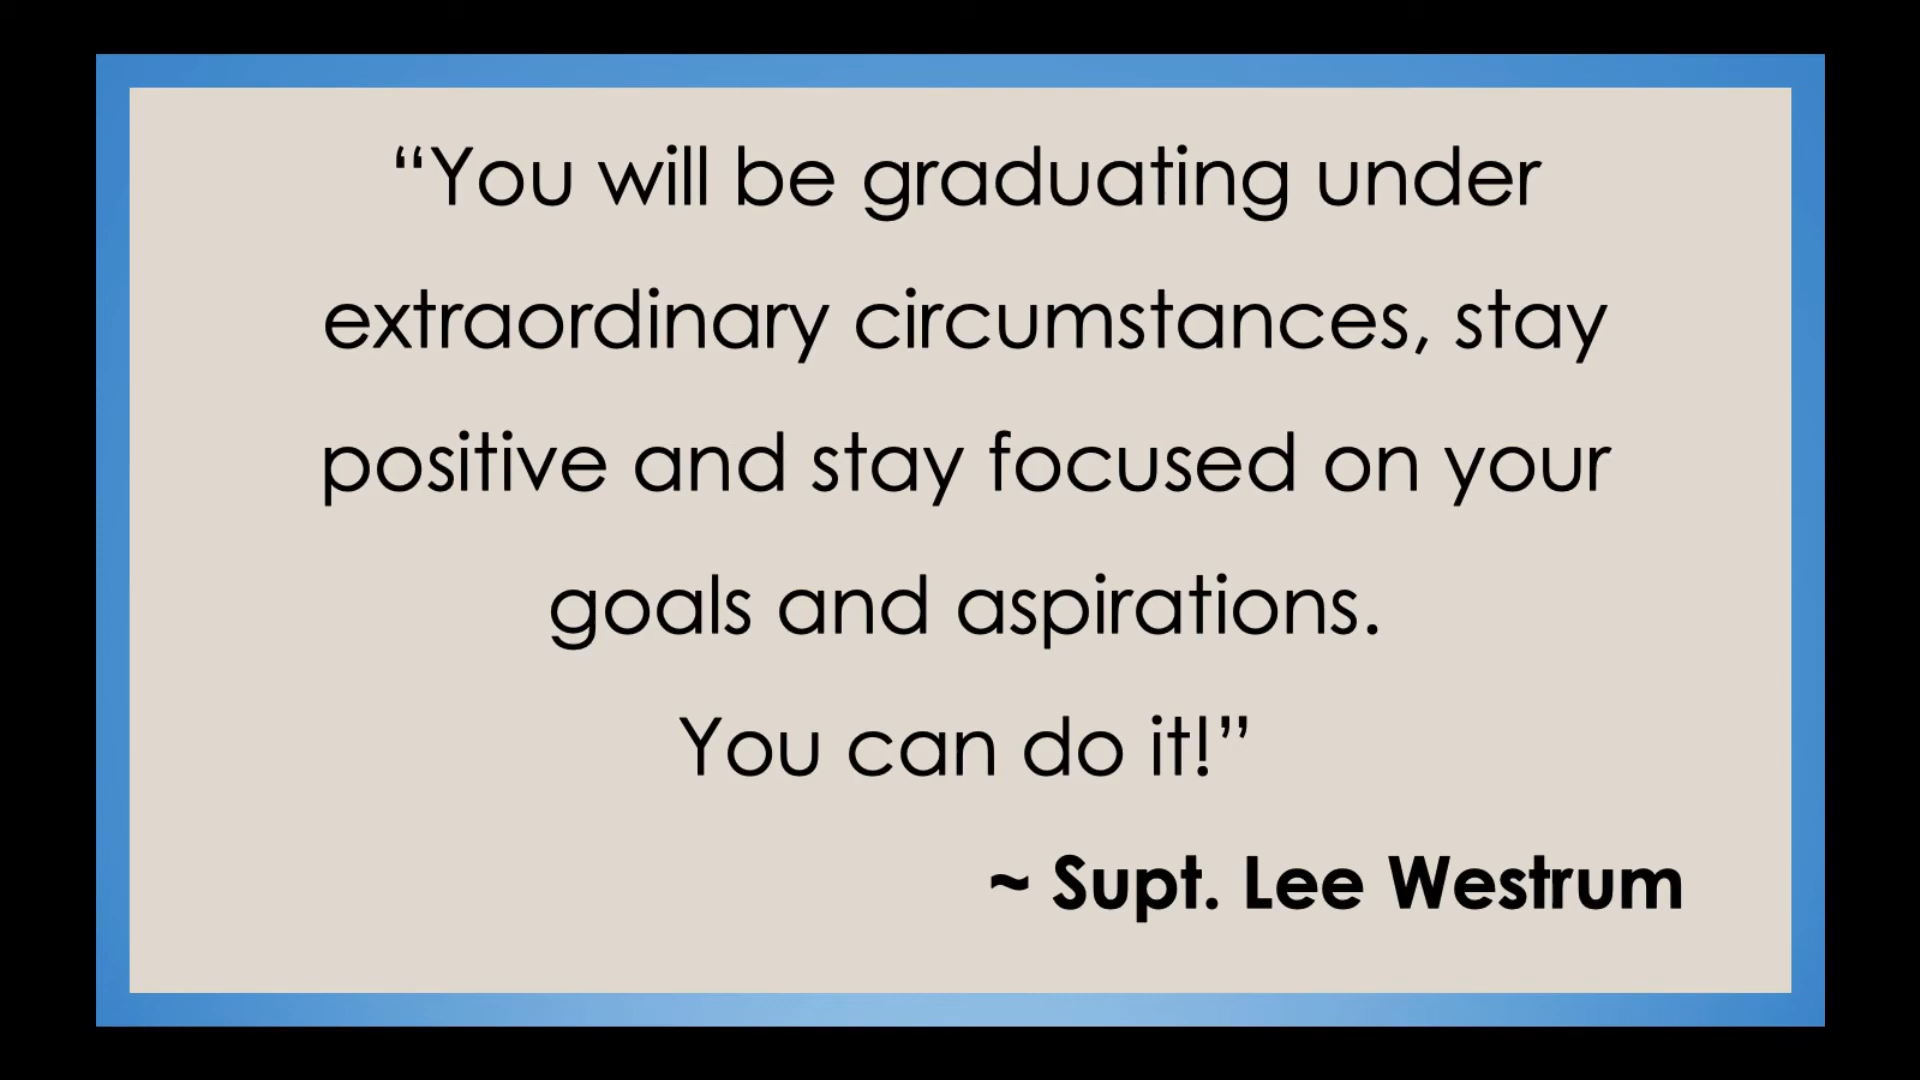 “You will be graduating under
extraordinary circumstances, stay
positive and stay focused on your
goals and aspirations.
You can do it!”
~ Supt. Lee Westrum